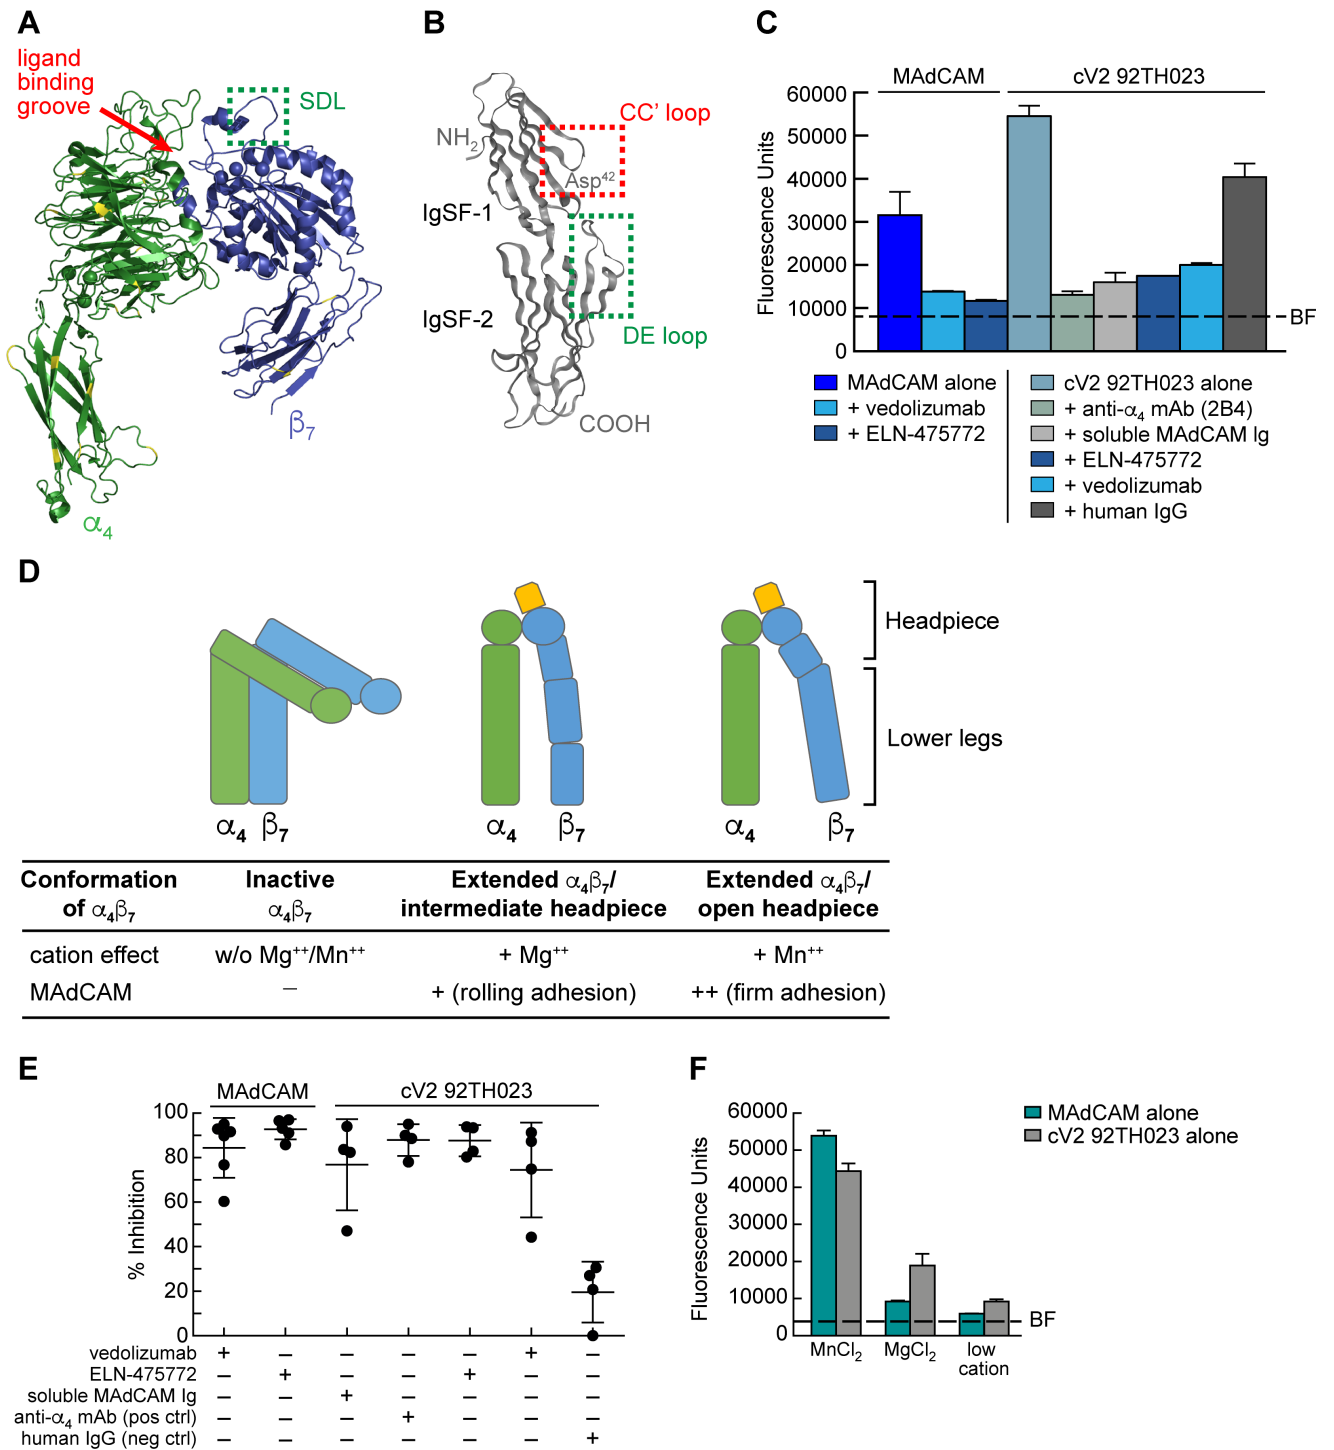 A
ligand
binding
groove
SDL
β7
α4
B
CC’ loop
NH2
Asp42
IgSF-1
IgSF-2
DE loop
COOH
C
MAdCAM
cV2 92TH023
Fluorescence Units
60000
50000
40000
30000
20000
10000
0
BF
MAdCAM alone
+ vedolizumab
+ ELN-475772
cV2 92TH023 alone
+ anti-α4 mAb (2B4)
+ soluble MAdCAM Ig
+ ELN-475772
+ vedolizumab
+ human IgG
D
Headpiece
Lower legs
α4 β7
α4 β7
α4 β7
Conformation of α4β7
Inactive α4β7
Extended α4β7/ intermediate headpiece
Extended α4β7/ open headpiece
cation effect w/o Mg++/Mn++ + Mg++ + Mn++
MAdCAM – + (rolling adhesion) ++ (firm adhesion)
E
MAdCAM
cV2 92TH023
% Inhibition
100
80
60
40
20
0
vedolizumab + – – – – + –
ELN-475772 – + – – + – –
soluble MAdCAM Ig – – + – – – –
anti-α4 mAb (pos ctrl) – – – + – – –
human IgG (neg ctrl) – – – – – – +
F
MAdCAM alone
cV2 92TH023 alone
Fluorescence Units
60000
50000
40000
30000
20000
10000
0
BF
MnCl2 MgCl2 low
cation